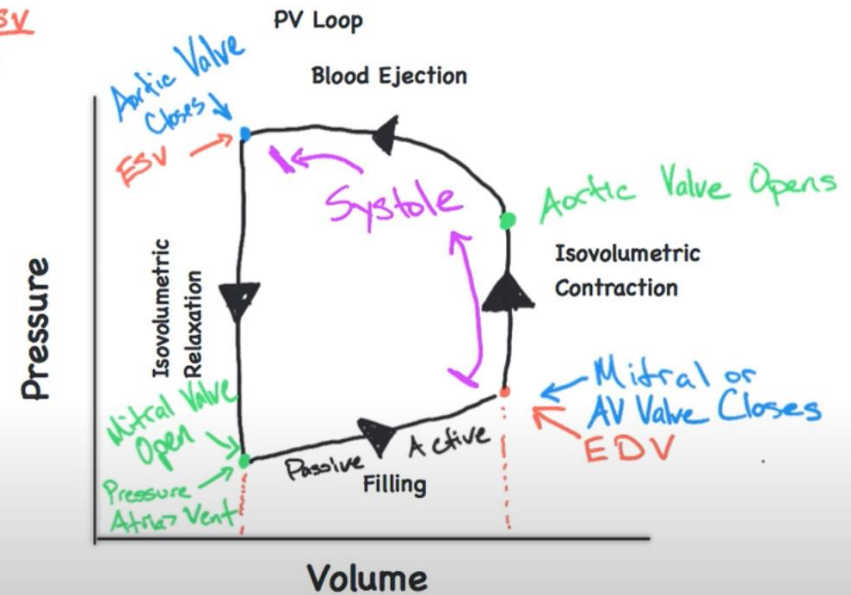 SV
PV Loop
Blood Ejection
Aortic Valve
Closes
ESV
Systole
Aortic Valve Opens
Isovolumetric
Contraction
Pressure
Isovolumetric
Relaxation
Mitral Valve
Open
Pressure
Atria > Vent
Mitral or
AV Valve Closes
EDV
Passive Active
Filling
Volume